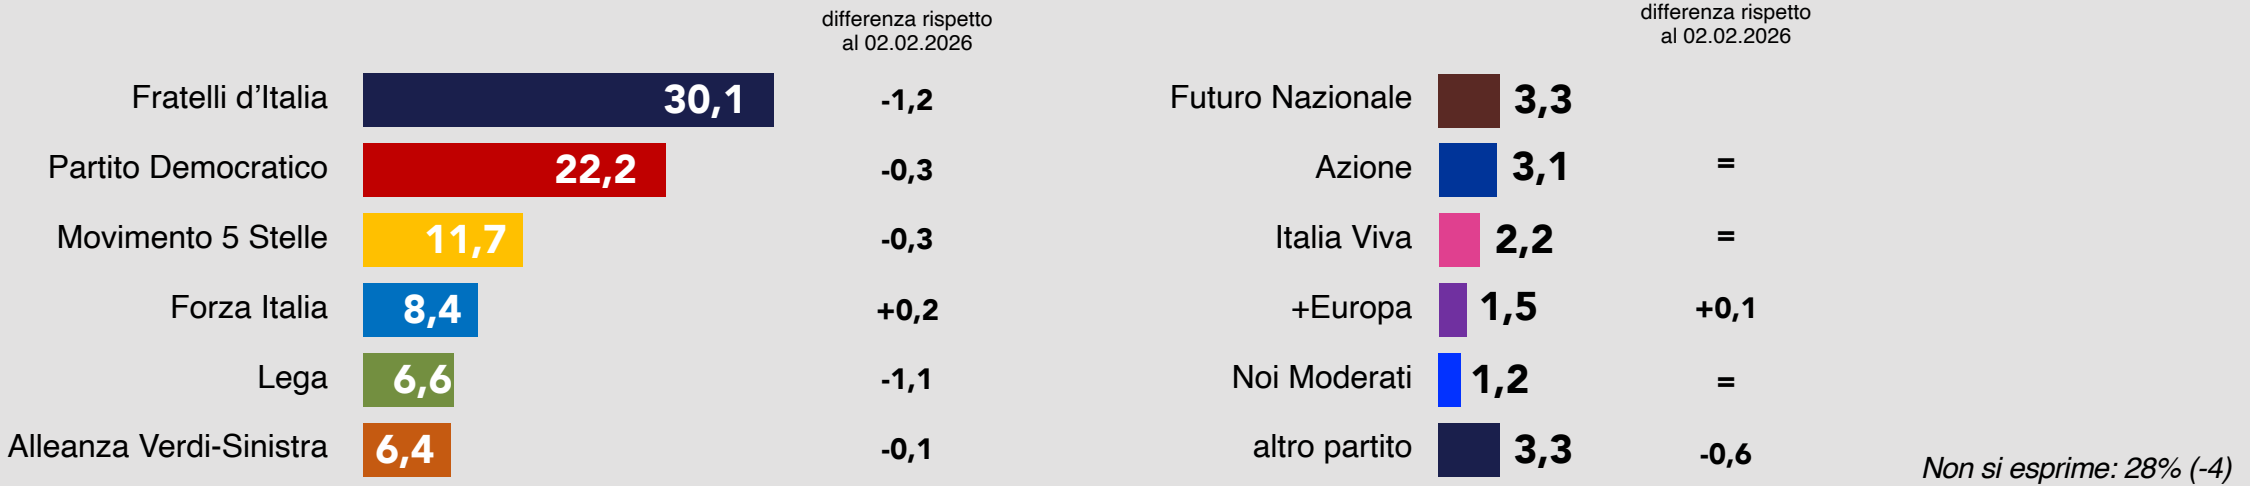 differenza rispetto
al 02.02.2026
Fratelli d’Italia 30,1 -1,2
Partito Democratico 22,2 -0,3
Movimento 5 Stelle 11,7 -0,3
Forza Italia 8,4 +0,2
Lega 6,6 -1,1
Alleanza Verdi-Sinistra 6,4 -0,1
differenza rispetto
al 02.02.2026
Futuro Nazionale 3,3
Azione 3,1 =
Italia Viva 2,2 =
+Europa 1,5 +0,1
Noi Moderati 1,2 =
altro partito 3,3 -0,6
Non si esprime: 28% (-4)